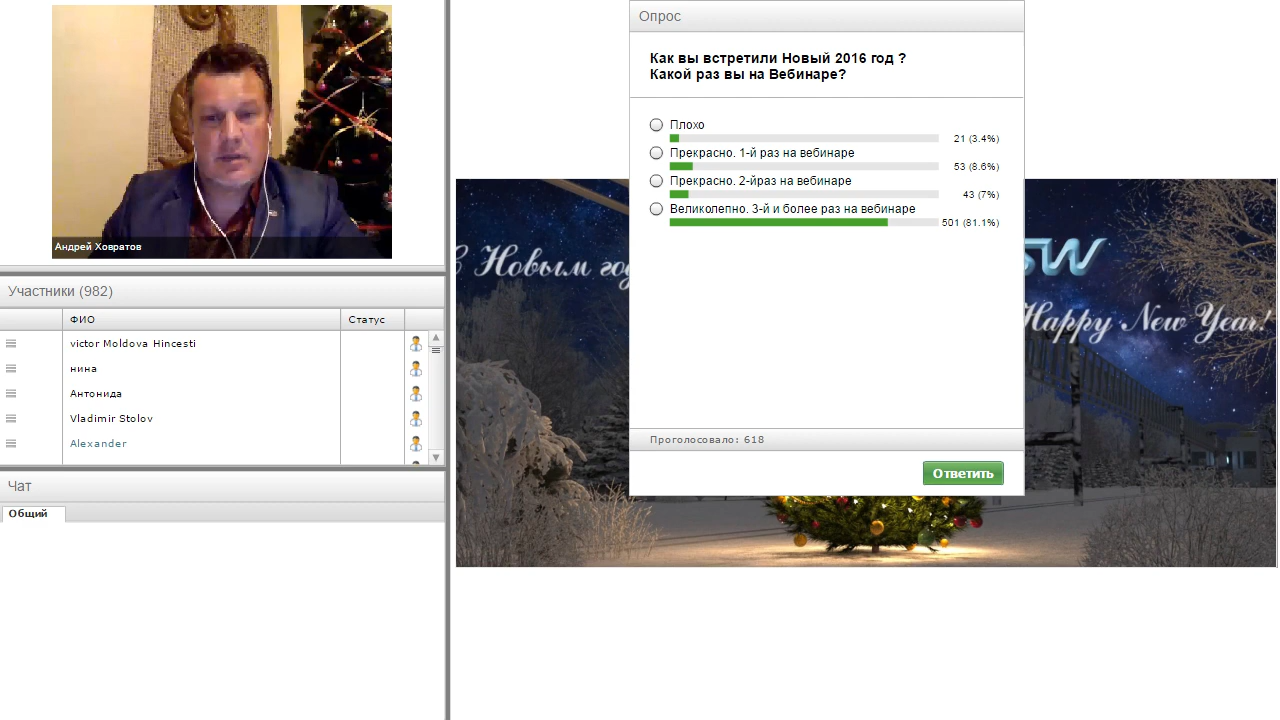 Андрей Ховратов
Участники (982)
ФИО
Статус
victor Moldova Hincesti
нина
Антонида
Vladimir Stolov
Alexander
Чат
Общий
Опрос
Как вы встретили Новый 2016 год ?
Какой раз вы на Вебинаре?
Плохо
21 (3.4%)
Прекрасно. 1-й раз на вебинаре
53 (8.6%)
Прекрасно. 2-йраз на вебинаре
43 (7%)
Великолепно. 3-й и более раз на вебинаре
501 (81.1%)
Проголосовало: 618
Ответить
С Новым год
SW
Happy New Year!